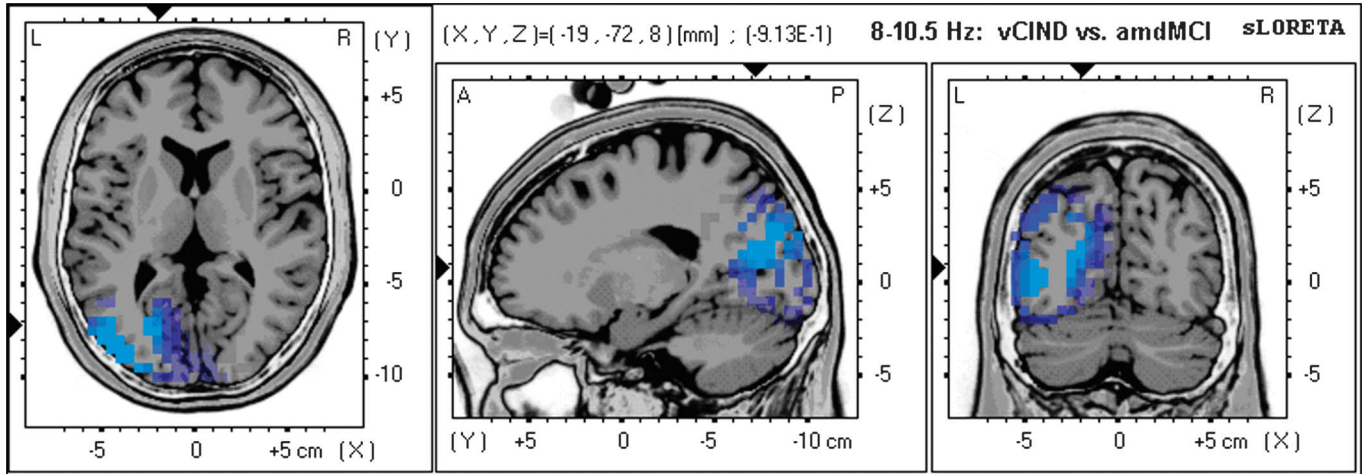 (X,Y,Z)=(-19,-72,8)[mm] ; (-9.13E-1) 8-10.5 Hz: vCIND vs. amdMCI sLORETA
L R (Y)
+5
0
-5
-10
-5 0 +5 cm (X)
A P (Z)
+5
0
-5
(Y) +5 0 -5 -10 cm
L R (Z)
+5
0
-5
-5 0 +5 cm (X)